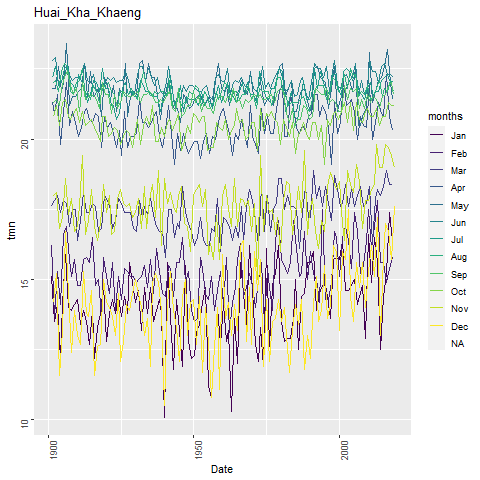 Huai_Kha_Khaeng
tmn
20
15
10
1900
1950
2000
Date
months
Jan
Feb
Mar
Apr
May
Jun
Jul
Aug
Sep
Oct
Nov
Dec
NA